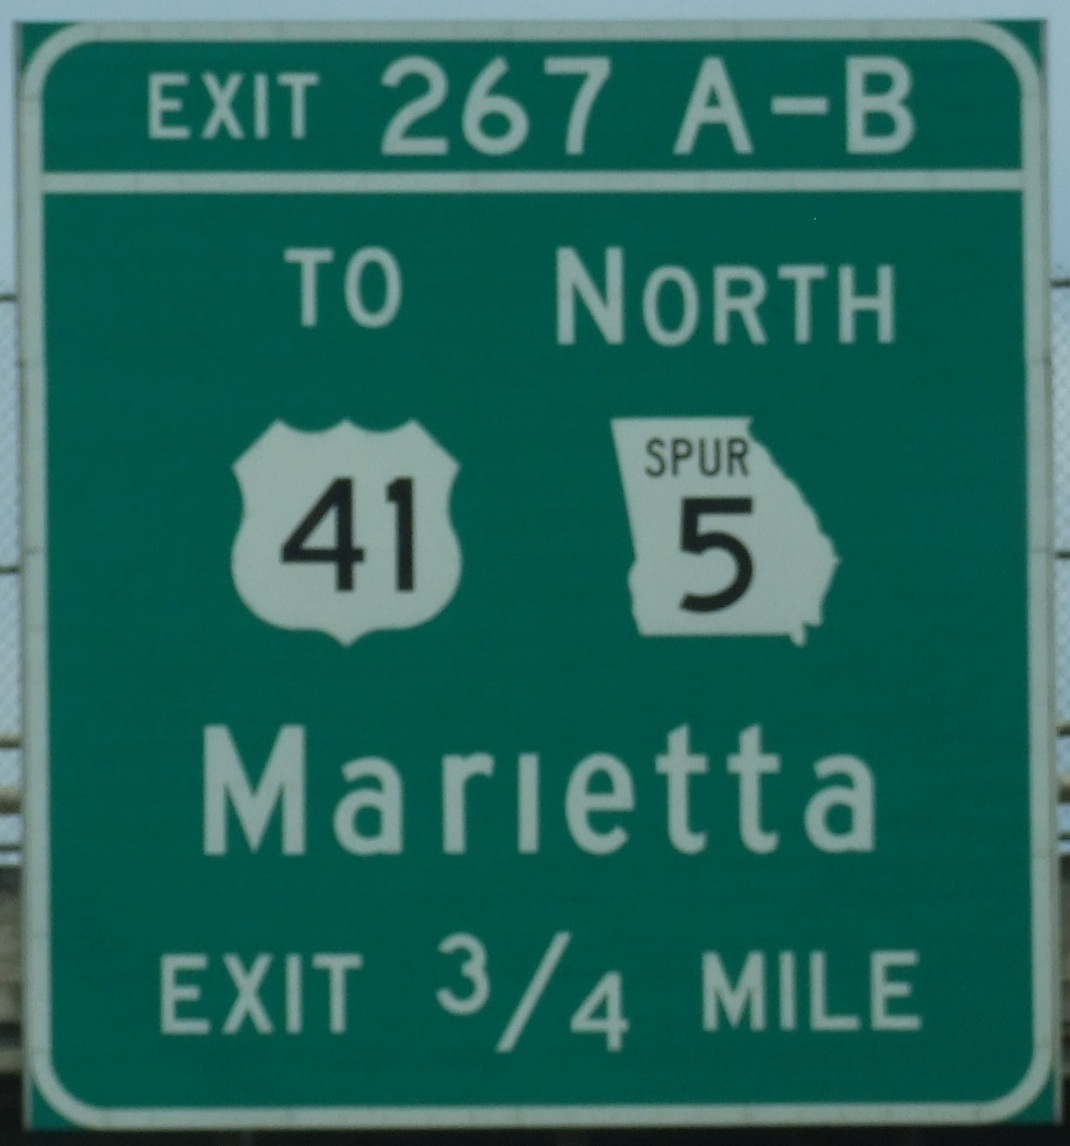 EXIT 267 A-B
TO NORTH
SPUR
41 5
Marietta
EXIT 3/4 MILE